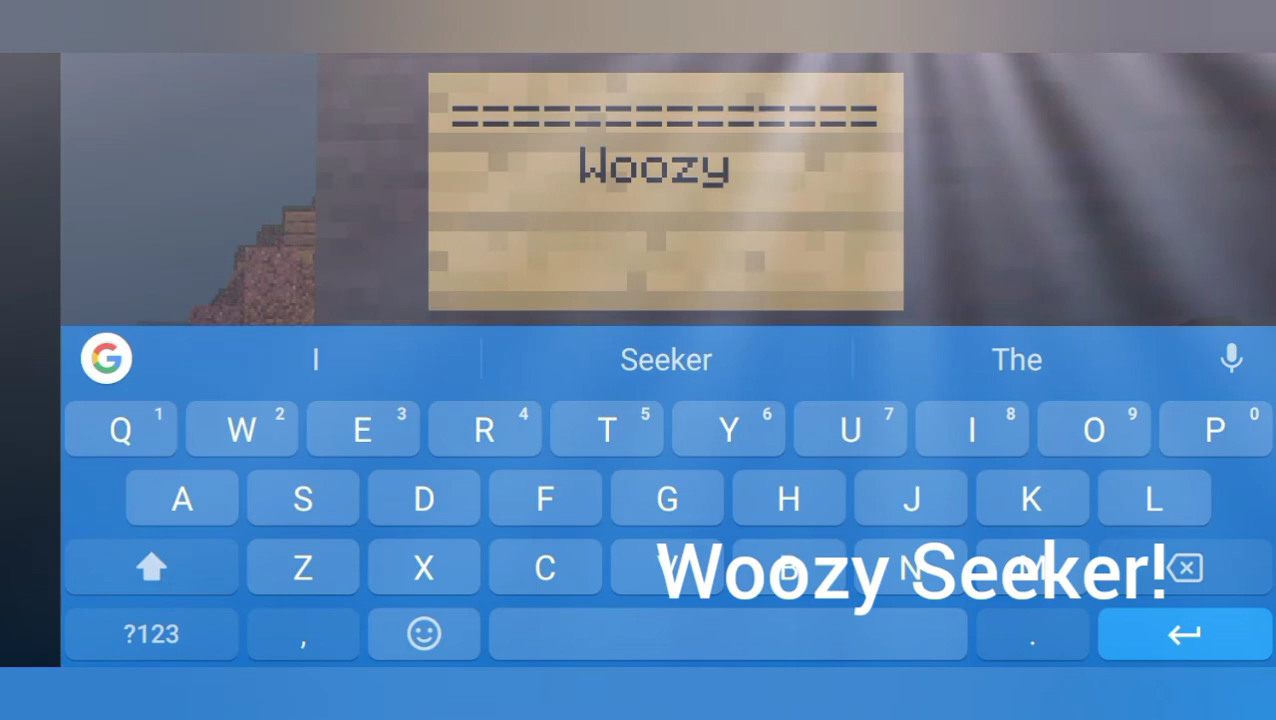 ==============
Woozy
I Seeker The
Q 1 W 2 E 3 R 4 T 5 Y 6 U 7 I 8 O 9 P 0
A S D F G H J K L
Z X C V B N M
Woozy Seeker!
?123 , .